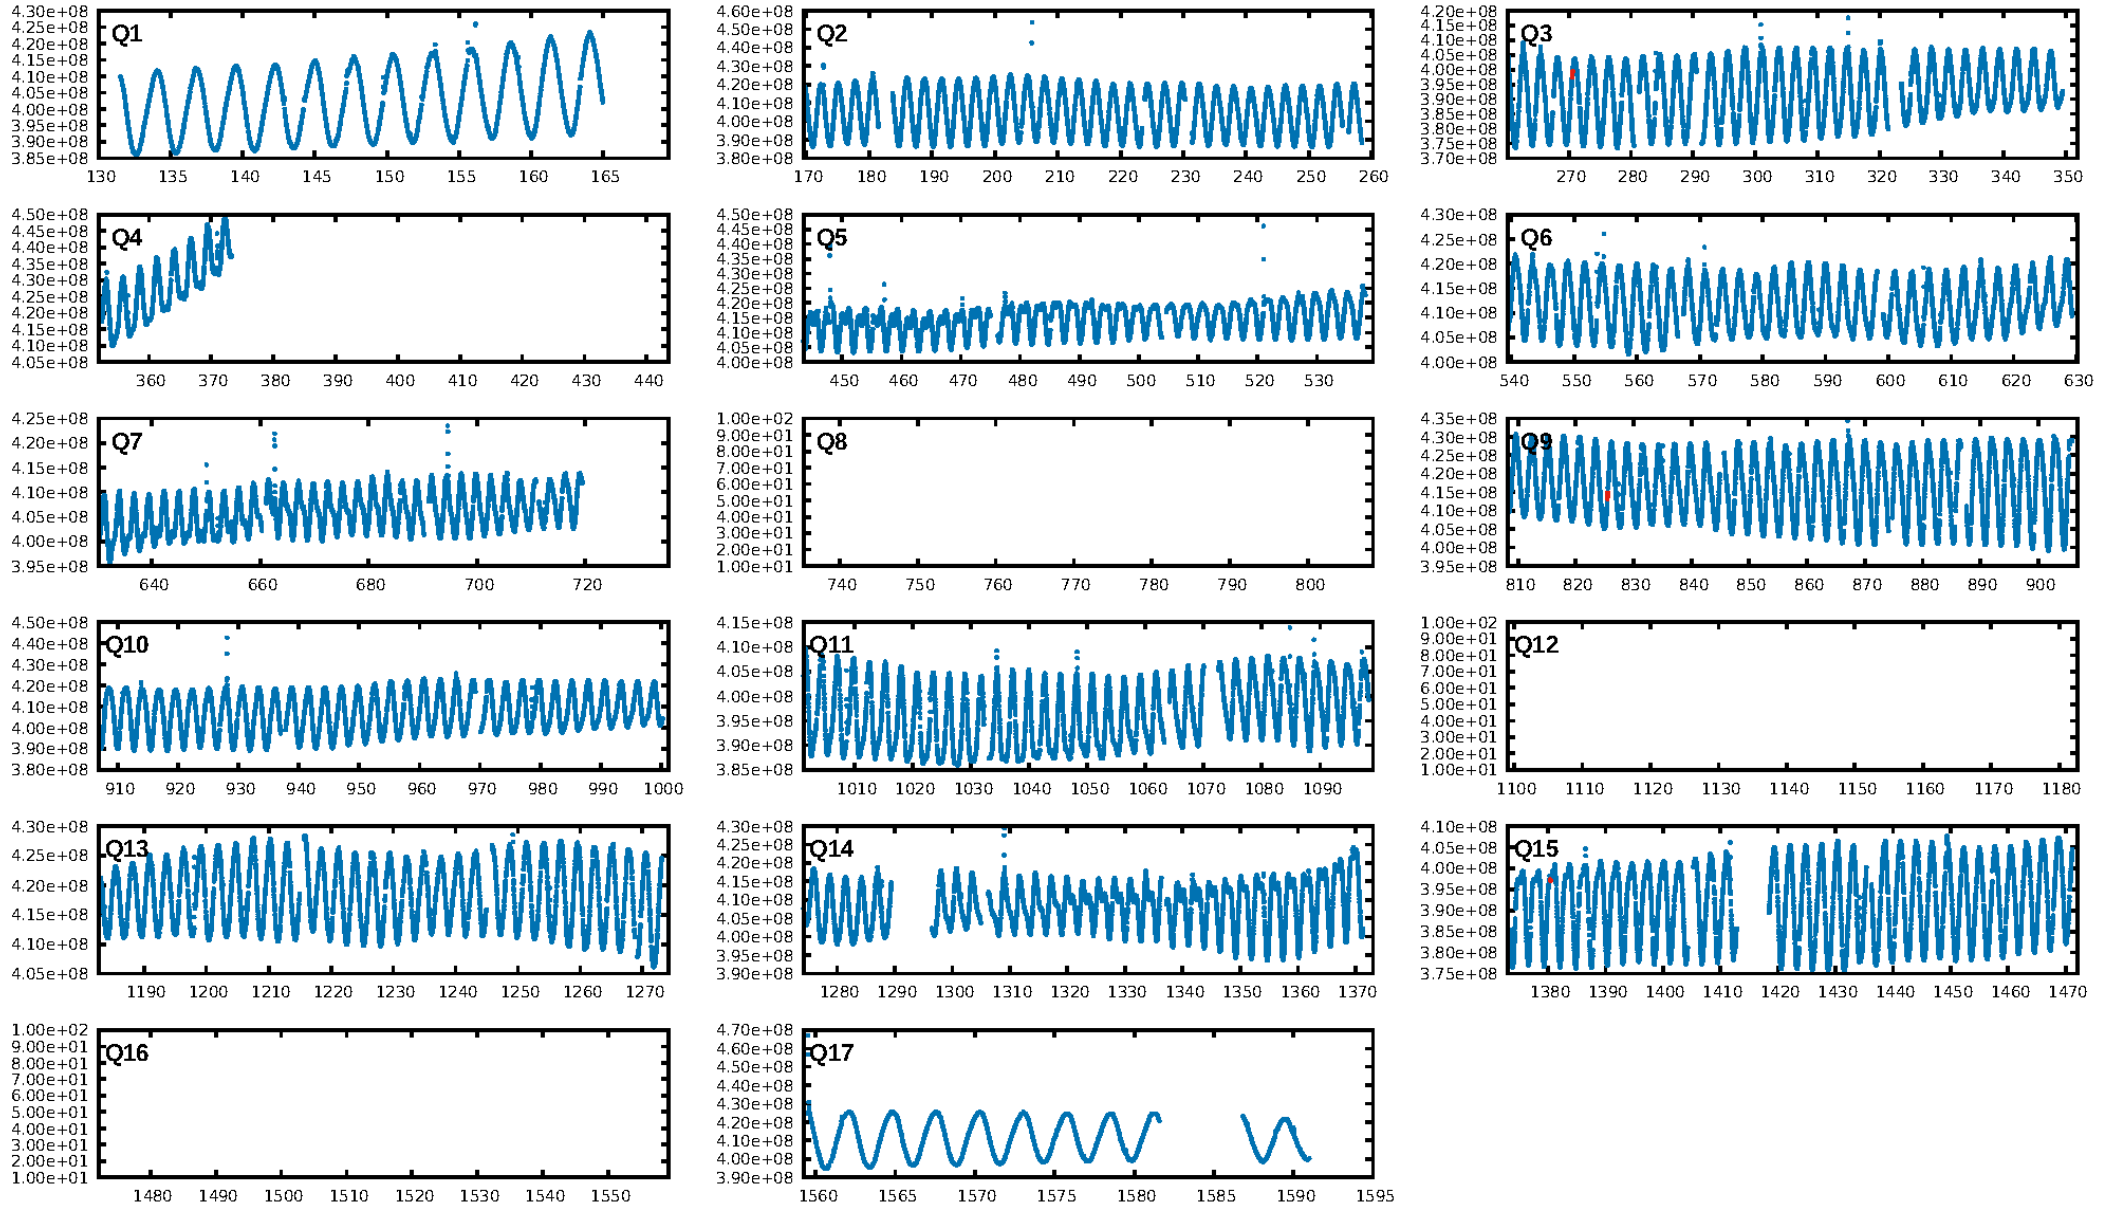 4.30e+08
4.25e+08
4.20e+08
4.15e+08
4.10e+08
4.05e+08
4.00e+08
3.95e+08
3.90e+08
3.85e+08
Q1
130 135 140 145 150 155 160 165
4.60e+08
4.50e+08
4.40e+08
4.30e+08
4.20e+08
4.10e+08
4.00e+08
3.90e+08
3.80e+08
Q2
170 180 190 200 210 220 230 240 250 260
4.20e+08
4.15e+08
4.10e+08
4.05e+08
4.00e+08
3.95e+08
3.90e+08
3.85e+08
3.80e+08
3.75e+08
3.70e+08
Q3
270 280 290 300 310 320 330 340 350
4.50e+08
4.45e+08
4.40e+08
4.35e+08
4.30e+08
4.25e+08
4.20e+08
4.15e+08
4.10e+08
4.05e+08
Q4
360 370 380 390 400 410 420 430 440
4.50e+08
4.45e+08
4.40e+08
4.35e+08
4.30e+08
4.25e+08
4.20e+08
4.15e+08
4.10e+08
4.05e+08
4.00e+08
Q5
450 460 470 480 490 500 510 520 530
4.30e+08
4.25e+08
4.20e+08
4.15e+08
4.10e+08
4.05e+08
4.00e+08
Q6
540 550 560 570 580 590 600 610 620 630
4.25e+08
4.20e+08
4.15e+08
4.10e+08
4.05e+08
4.00e+08
3.95e+08
Q7
640 660 680 700 720
1.00e+02
9.00e+01
8.00e+01
7.00e+01
6.00e+01
5.00e+01
4.00e+01
3.00e+01
2.00e+01
1.00e+01
Q8
740 750 760 770 780 790 800
4.35e+08
4.30e+08
4.25e+08
4.20e+08
4.15e+08
4.10e+08
4.05e+08
4.00e+08
3.95e+08
Q9
810 820 830 840 850 860 870 880 890 900
4.50e+08
4.40e+08
4.30e+08
4.20e+08
4.10e+08
4.00e+08
3.90e+08
3.80e+08
Q10
910 920 930 940 950 960 970 980 990 1000
4.15e+08
4.10e+08
4.05e+08
4.00e+08
3.95e+08
3.90e+08
3.85e+08
Q11
1010 1020 1030 1040 1050 1060 1070 1080 1090
1.00e+02
9.00e+01
8.00e+01
7.00e+01
6.00e+01
5.00e+01
4.00e+01
3.00e+01
2.00e+01
1.00e+01
Q12
1100 1110 1120 1130 1140 1150 1160 1170 1180
4.30e+08
4.25e+08
4.20e+08
4.15e+08
4.10e+08
4.05e+08
Q13
1190 1200 1210 1220 1230 1240 1250 1260 1270
4.30e+08
4.25e+08
4.20e+08
4.15e+08
4.10e+08
4.05e+08
4.00e+08
3.95e+08
3.90e+08
Q14
1280 1290 1300 1310 1320 1330 1340 1350 1360 1370
4.10e+08
4.05e+08
4.00e+08
3.95e+08
3.90e+08
3.85e+08
3.80e+08
3.75e+08
Q15
1380 1390 1400 1410 1420 1430 1440 1450 1460 1470
1.00e+02
9.00e+01
8.00e+01
7.00e+01
6.00e+01
5.00e+01
4.00e+01
3.00e+01
2.00e+01
1.00e+01
Q16
1480 1490 1500 1510 1520 1530 1540 1550
4.70e+08
4.60e+08
4.50e+08
4.40e+08
4.30e+08
4.20e+08
4.10e+08
4.00e+08
3.90e+08
Q17
1560 1565 1570 1575 1580 1585 1590 1595